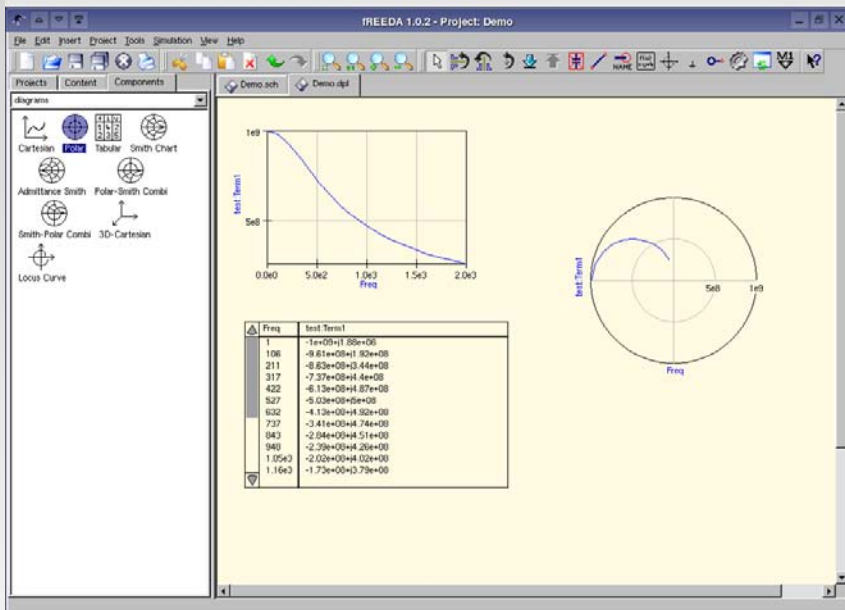 fREEDA 1.0.2 - Project: Demo
File Edit Insert Project Tools Simulation View Help
NAME
Projects Content Components
Demo.sch Demo.dpl
diagrams
Cartesian Polar Tabular Smith Chart
Admittance Smith Polar-Smith Combi
Smith-Polar Combi 3D-Cartesian
Locus Curve
1e9
5e8
test.Term1
0.0e0 5.0e2 1.0e3 1.5e3 2.0e3
Freq
test.Term1
5e8 1e9
Freq
Freq test.Term1
1 -1e+09+j1.88e+06
106 -9.61e+08+j1.92e+08
211 -8.63e+08+j3.44e+08
317 -7.37e+08+j4.4e+08
422 -6.13e+08+j4.87e+08
527 -5.03e+08+j5e+08
632 -4.13e+08+j4.92e+08
737 -3.41e+08+j4.74e+08
843 -2.84e+08+j4.51e+08
948 -2.39e+08+j4.26e+08
1.05e3 -2.02e+08+j4.02e+08
1.16e3 -1.73e+08+j3.79e+08